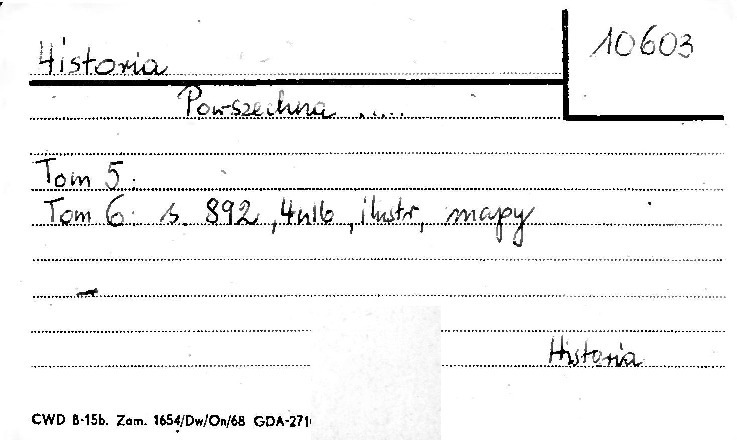 10603
Historia
Powszechna .....
Tom 5.
Tom 6. s. 892, 4nlb, ilustr, mapy
-
Historia
CWD B-15b. Zam. 1654/Dw/On/68 GDA-271